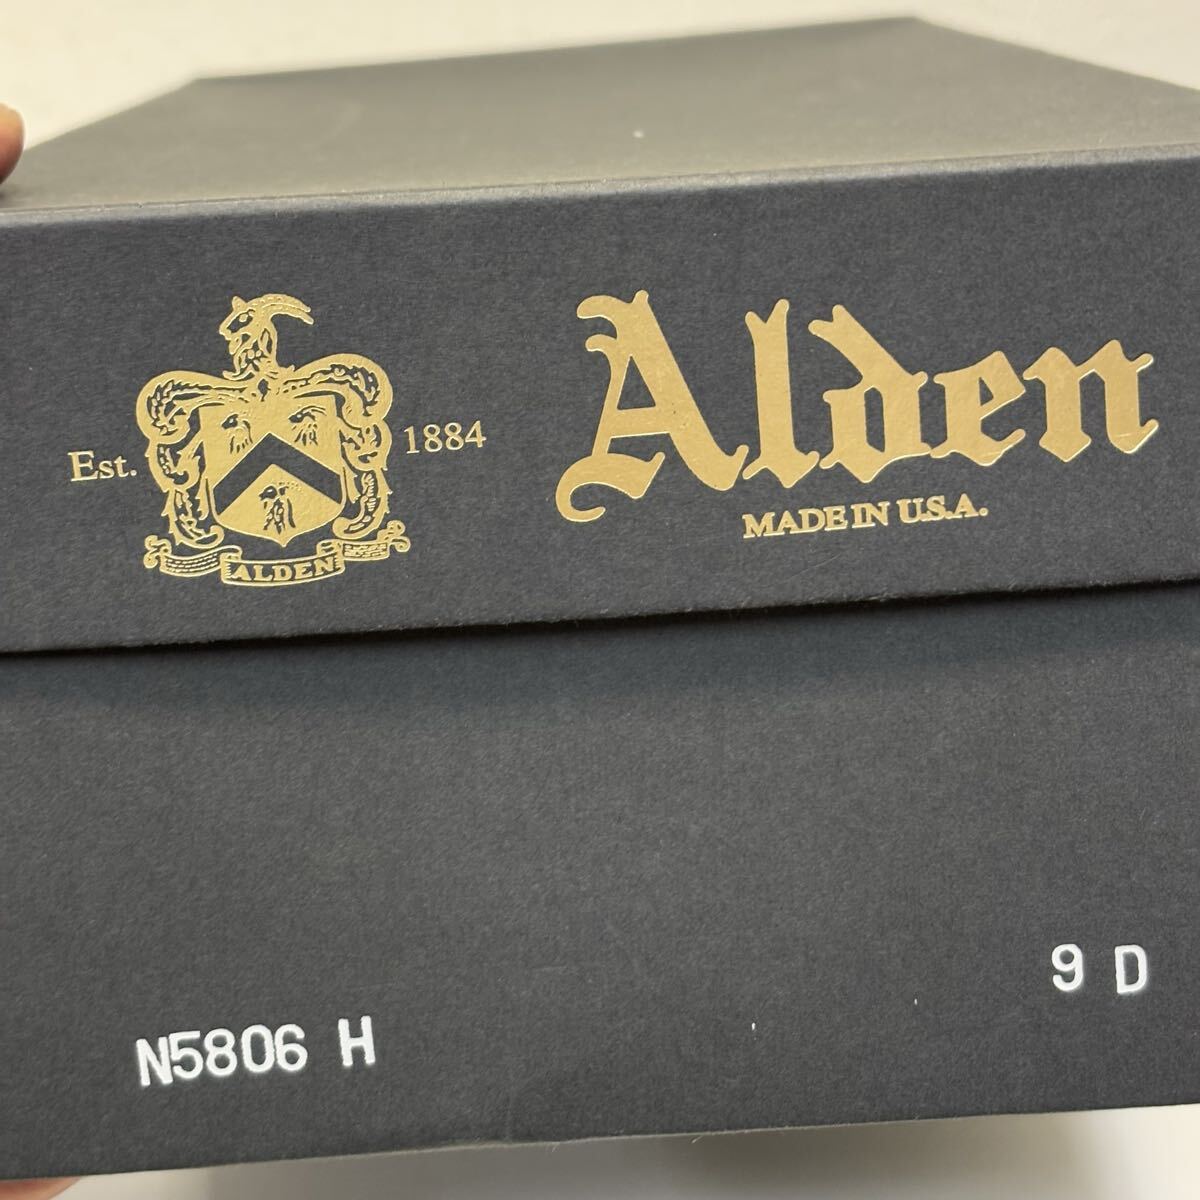 Est. 1884
ALDEN
Alden
MADE IN U.S.A.
9 D
N5806 H